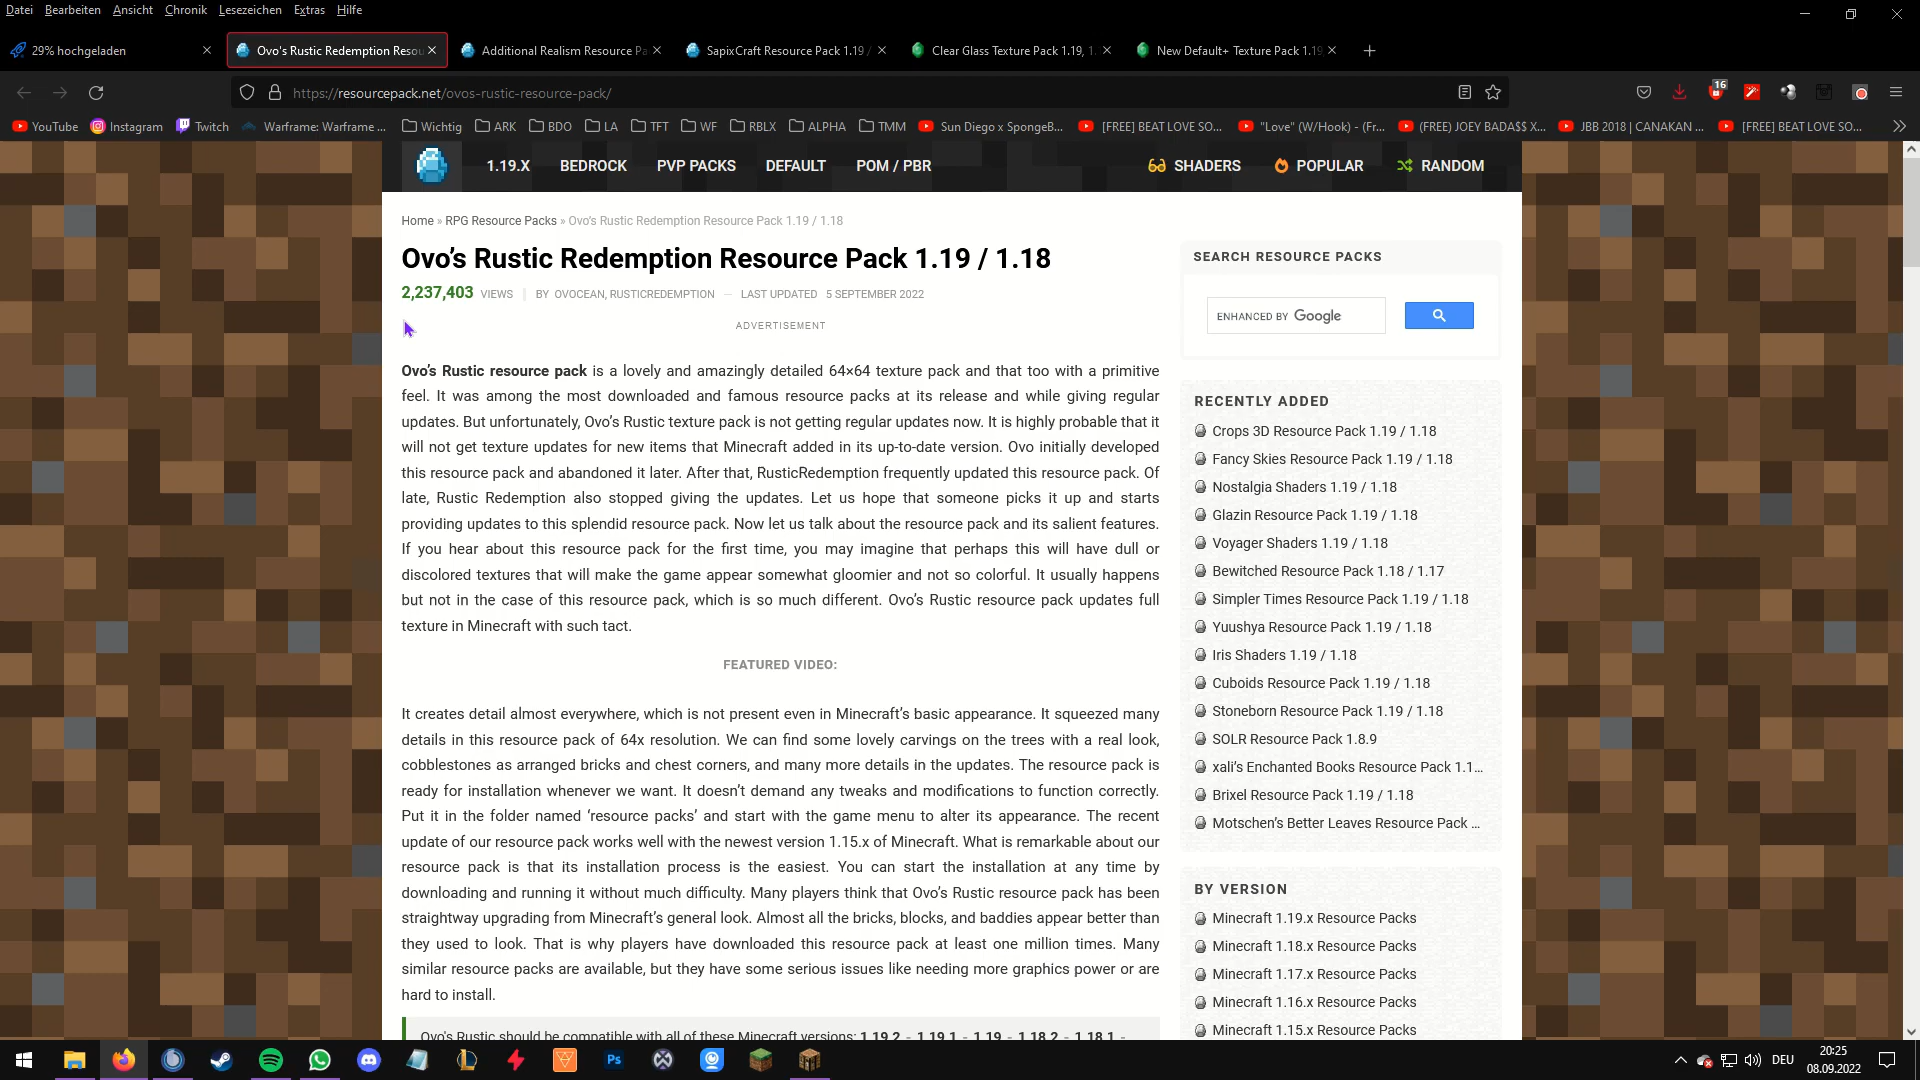 Datei Bearbeiten Ansicht Chronik Lesezeichen Extras Hilfe
29% hochgeladen
Ovo's Rustic Redemption Resou
Additional Realism Resource Pa
SapixCraft Resource Pack 1.19 /
Clear Glass Texture Pack 1.19, 1.
New Default+ Texture Pack 1.19
https://resourcepack.net/ovos-rustic-resource-pack/
16
YouTube Instagram Twitch Warframe: Warframe ... Wichtig ARK BDO LA TFT WF RBLX ALPHA TMM Sun Diego x SpongeB... [FREE] BEAT LOVE SO... "Love" (W/Hook) - (Fr... (FREE) JOEY BADA$$ X... JBB 2018 | CANAKAN ... [FREE] BEAT LOVE SO...
1.19.X BEDROCK PVP PACKS DEFAULT POM / PBR SHADERS POPULAR RANDOM
Home » RPG Resource Packs » Ovo's Rustic Redemption Resource Pack 1.19 / 1.18
Ovo’s Rustic Redemption Resource Pack 1.19 / 1.18
2,237,403 VIEWS BY OVOCEAN, RUSTICREDEMPTION — LAST UPDATED 5 SEPTEMBER 2022
ADVERTISEMENT
Ovo’s Rustic resource pack is a lovely and amazingly detailed 64×64 texture pack and that too with a primitive
feel. It was among the most downloaded and famous resource packs at its release and while giving regular
updates. But unfortunately, Ovo’s Rustic texture pack is not getting regular updates now. It is highly probable that it
will not get texture updates for new items that Minecraft added in its up-to-date version. Ovo initially developed
this resource pack and abandoned it later. After that, RusticRedemption frequently updated this resource pack. Of
late, Rustic Redemption also stopped giving the updates. Let us hope that someone picks it up and starts
providing updates to this splendid resource pack. Now let us talk about the resource pack and its salient features.
If you hear about this resource pack for the first time, you may imagine that perhaps this will have dull or
discolored textures that will make the game appear somewhat gloomier and not so colorful. It usually happens
but not in the case of this resource pack, which is so much different. Ovo’s Rustic resource pack updates full
texture in Minecraft with such tact.
FEATURED VIDEO:
It creates detail almost everywhere, which is not present even in Minecraft’s basic appearance. It squeezed many
details in this resource pack of 64x resolution. We can find some lovely carvings on the trees with a real look,
cobblestones as arranged bricks and chest corners, and many more details in the updates. The resource pack is
ready for installation whenever we want. It doesn’t demand any tweaks and modifications to function correctly.
Put it in the folder named ‘resource packs’ and start with the game menu to alter its appearance. The recent
update of our resource pack works well with the newest version 1.15.x of Minecraft. What is remarkable about our
resource pack is that its installation process is the easiest. You can start the installation at any time by
downloading and running it without much difficulty. Many players think that Ovo’s Rustic resource pack has been
straightway upgrading from Minecraft’s general look. Almost all the bricks, blocks, and baddies appear better than
they used to look. That is why players have downloaded this resource pack at least one million times. Many
similar resource packs are available, but they have some serious issues like needing more graphics power or are
hard to install.
Ovo's Rustic should be compatible with all of these Minecraft versions: 1.19.2 - 1.19.1 - 1.19 - 1.18.2 - 1.18.1 -
SEARCH RESOURCE PACKS
ENHANCED BY Google
RECENTLY ADDED
Crops 3D Resource Pack 1.19 / 1.18
Fancy Skies Resource Pack 1.19 / 1.18
Nostalgia Shaders 1.19 / 1.18
Glazin Resource Pack 1.19 / 1.18
Voyager Shaders 1.19 / 1.18
Bewitched Resource Pack 1.18 / 1.17
Simpler Times Resource Pack 1.19 / 1.18
Yuushya Resource Pack 1.19 / 1.18
Iris Shaders 1.19 / 1.18
Cuboids Resource Pack 1.19 / 1.18
Stoneborn Resource Pack 1.19 / 1.18
SOLR Resource Pack 1.8.9
xali’s Enchanted Books Resource Pack 1.1...
Brixel Resource Pack 1.19 / 1.18
Motschen’s Better Leaves Resource Pack ...
BY VERSION
Minecraft 1.19.x Resource Packs
Minecraft 1.18.x Resource Packs
Minecraft 1.17.x Resource Packs
Minecraft 1.16.x Resource Packs
Minecraft 1.15.x Resource Packs
Ps
DEU
20:25
08.09.2022